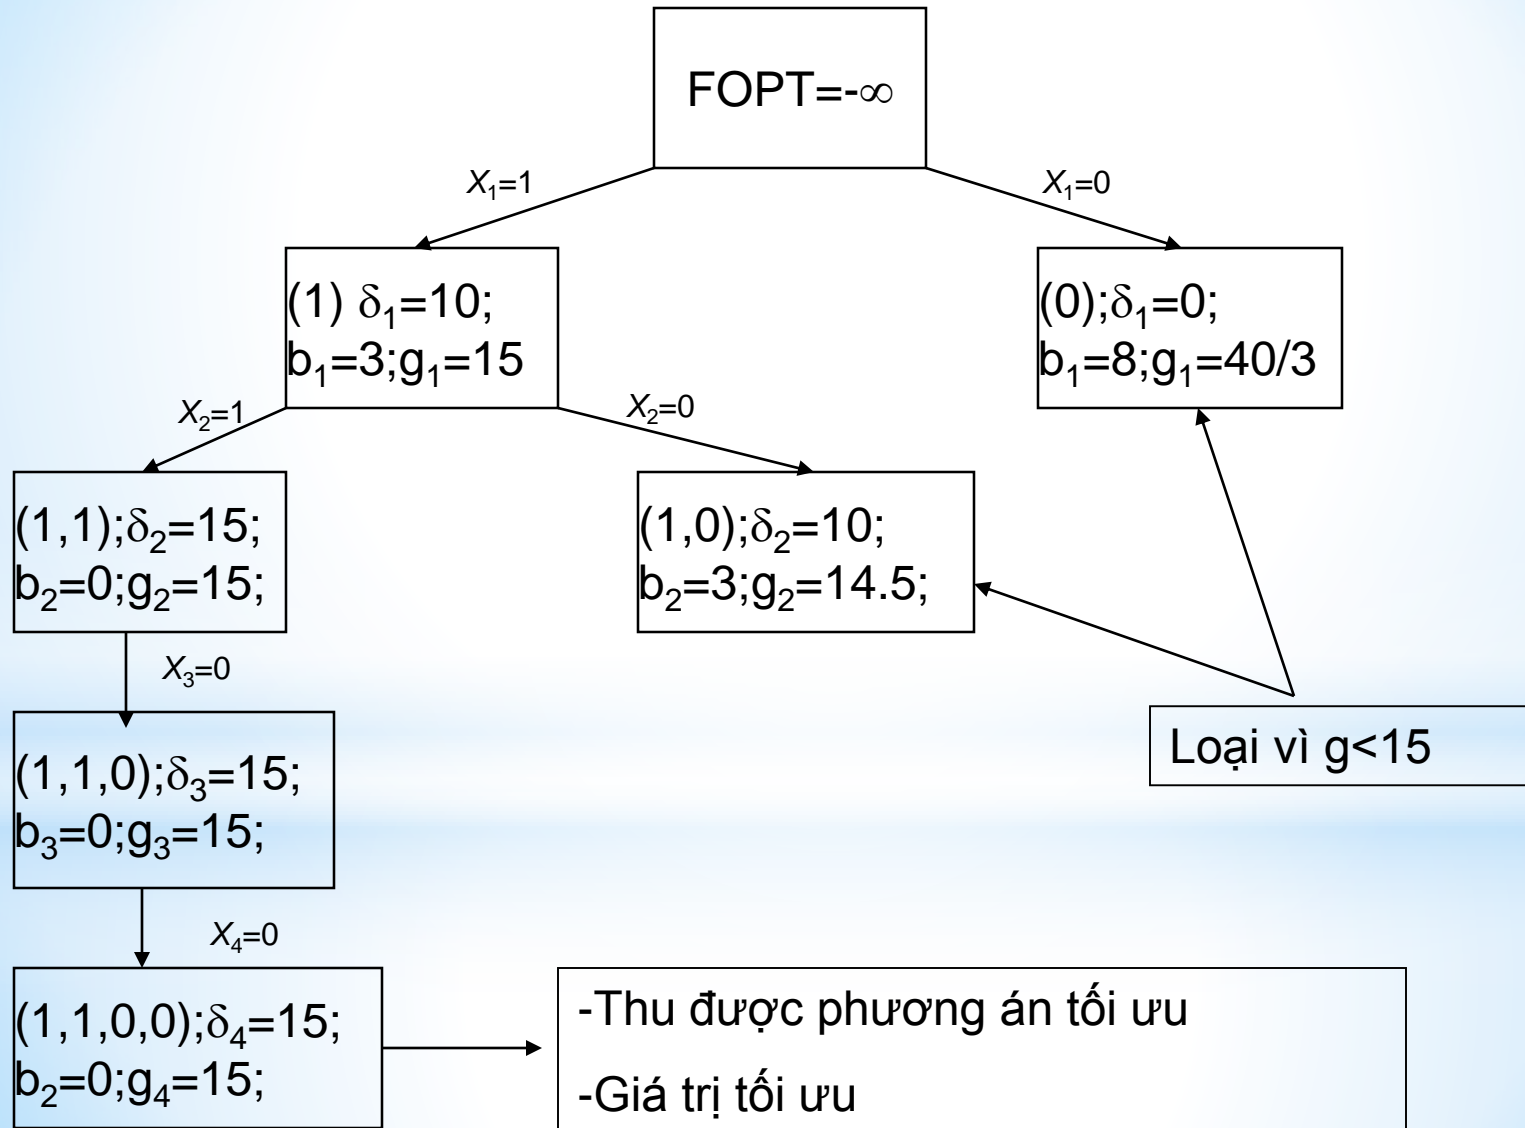 FOPT=-∞
X₁=1
X₁=0
(1) δ₁=10;
b₁=3;g₁=15
(0);δ₁=0;
b₁=8;g₁=40/3
X₂=1
X₂=0
(1,1);δ₂=15;
b₂=0;g₂=15;
(1,0);δ₂=10;
b₂=3;g₂=14.5;
X₃=0
Loại vì g<15
(1,1,0);δ₃=15;
b₃=0;g₃=15;
X₄=0
(1,1,0,0);δ₄=15;
b₂=0;g₄=15;
-Thu được phương án tối ưu
-Giá trị tối ưu